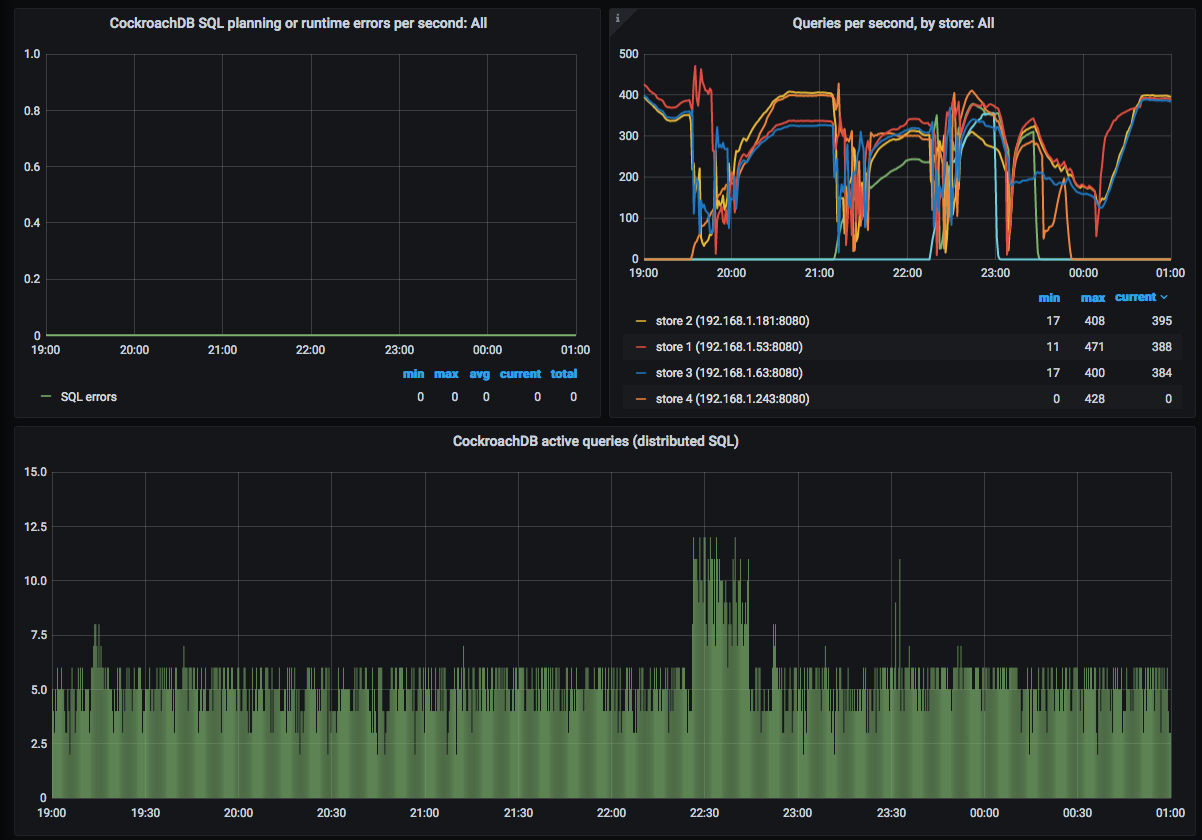 CockroachDB SQL planning or runtime errors per second: All
1.0
0.8
0.6
0.4
0.2
0
19:00 20:00 21:00 22:00 23:00 00:00 01:00
min max avg current total
SQL errors 0 0 0 0 0
i
Queries per second, by store: All
500
400
300
200
100
0
19:00 20:00 21:00 22:00 23:00 00:00 01:00
min max current
store 2 (192.168.1.181:8080) 17 408 395
store 1 (192.168.1.53:8080) 11 471 388
store 3 (192.168.1.63:8080) 17 400 384
store 4 (192.168.1.243:8080) 0 428 0
CockroachDB active queries (distributed SQL)
15.0
12.5
10.0
7.5
5.0
2.5
0
19:00 19:30 20:00 20:30 21:00 21:30 22:00 22:30 23:00 23:30 00:00 00:30 01:00